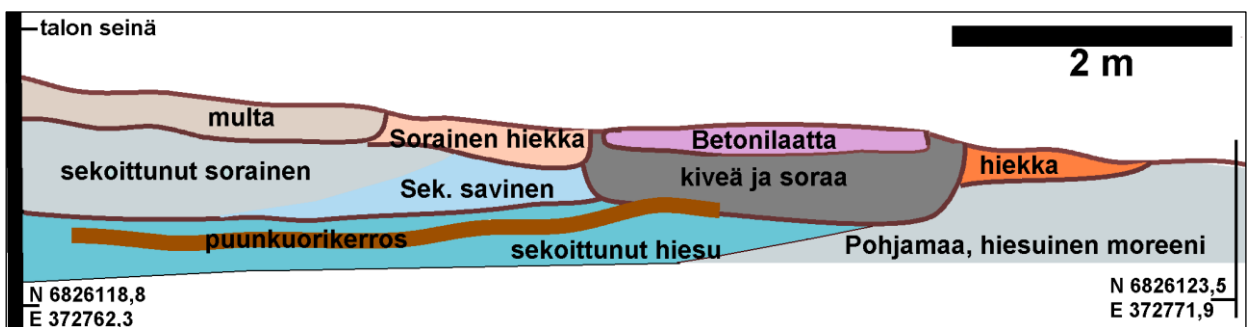 talon seinä
2 m
multa
Sorainen hiekka
Betonilaatta
sekoittunut sorainen
Sek. savinen
kiveä ja soraa
hiekka
puunkuorikerros
sekoittunut hiesu
Pohjamaa, hiesuinen moreeni
N 6826118,8
E 372762,3
N 6826123,5
E 372771,9